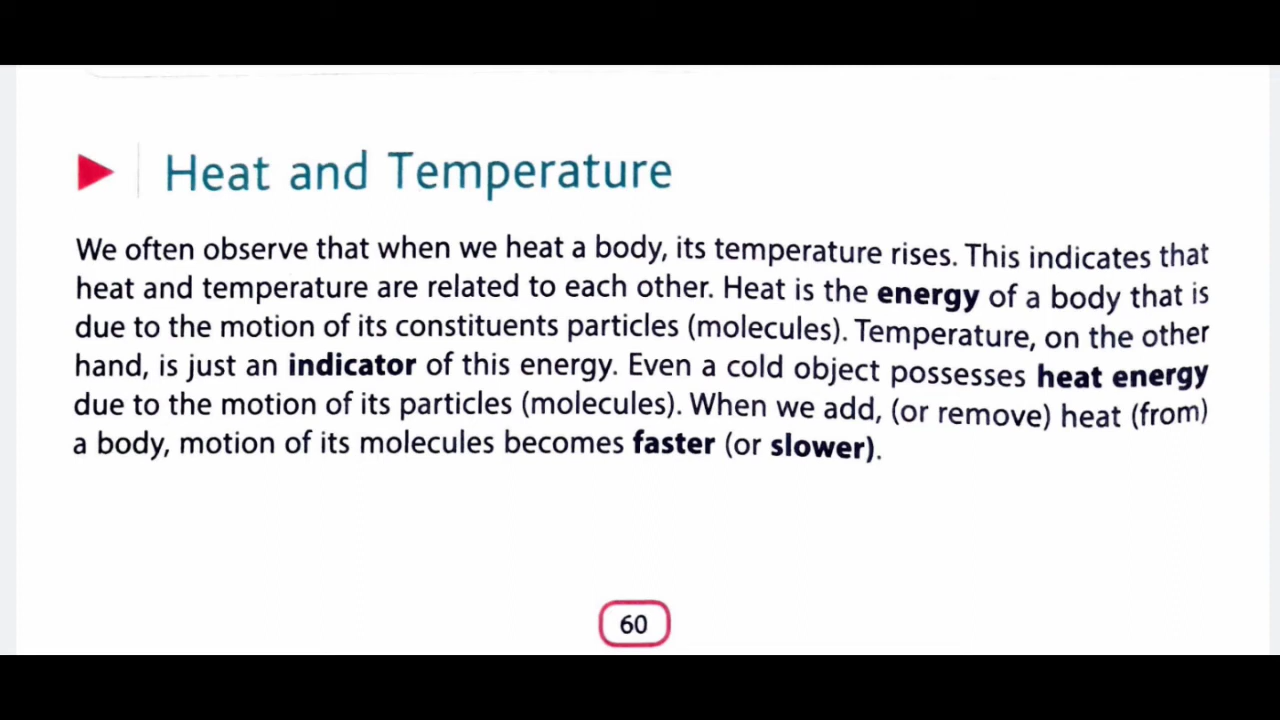 Heat and Temperature
We often observe that when we heat a body, its temperature rises. This indicates that
heat and temperature are related to each other. Heat is the energy of a body that is
due to the motion of its constituents particles (molecules). Temperature, on the other
hand, is just an indicator of this energy. Even a cold object possesses heat energy
due to the motion of its particles (molecules). When we add, (or remove) heat (from)
a body, motion of its molecules becomes faster (or slower).
60